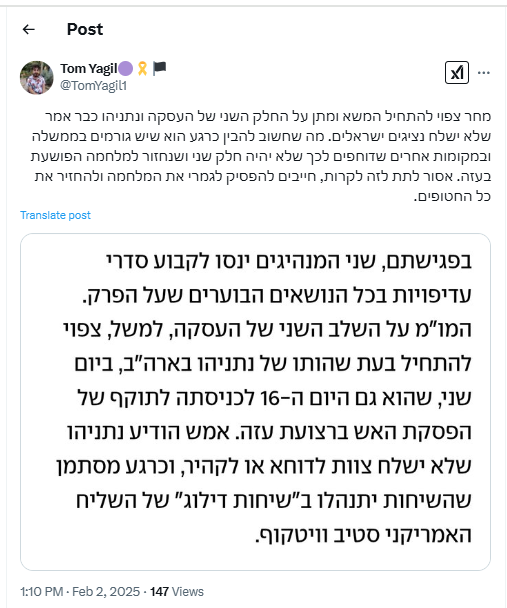 Post
Tom Yagil🟣🎗️🏴
@TomYagil1
מחר צפוי להתחיל המשא ומתן על החלק השני של העסקה ונתניהו כבר אמר
שלא ישלח נציגים ישראלים. מה שחשוב להבין כרגע הוא שיש גורמים בממשלה
ובמקומות אחרים שדוחפים לכך שלא יהיה חלק שני ושנחזור למלחמה הפושעת
בעזה. אסור לתת לזה לקרות, חייבים להפסיק לגמרי את המלחמה ולהחזיר את
כל החטופים.
Translate post
בפגישתם, שני המנהיגים ינסו לקבוע סדרי
עדיפויות בכל הנושאים הבוערים שעל הפרק.
המו"מ על השלב השני של העסקה, למשל, צפוי
להתחיל בעת שהותו של נתניהו בארה"ב, ביום
שני, שהוא גם היום ה-16 לכניסתה לתוקף של
הפסקת האש ברצועת עזה. אמש הודיע נתניהו
שלא ישלח צוות לדוחא או לקהיר, וכרגע מסתמן
שהשיחות יתנהלו ב"שיחות דילוג" של השליח
האמריקני סטיב וויטקוף.
1:10 PM · Feb 2, 2025 · 147 Views